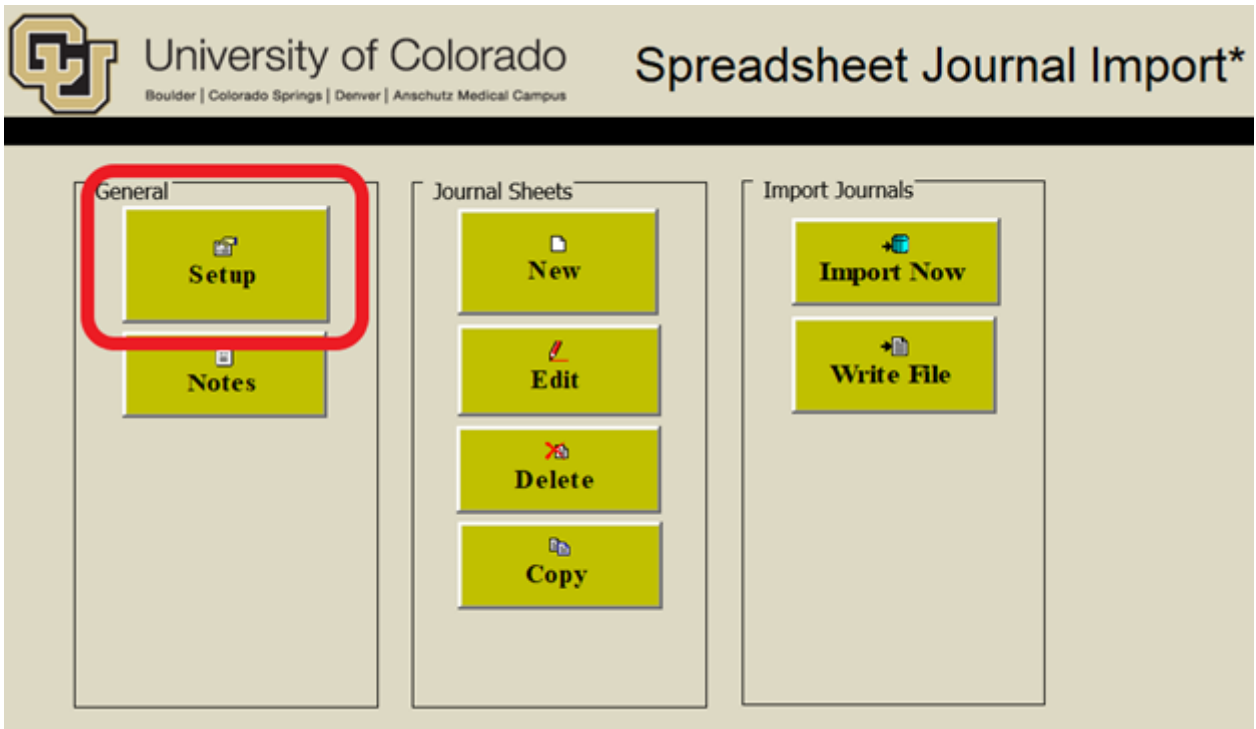 CU
University of Colorado
Boulder | Colorado Springs | Denver | Anschutz Medical Campus
Spreadsheet Journal Import*
General
Setup
Notes
Journal Sheets
New
Edit
Delete
Copy
Import Journals
Import Now
Write File